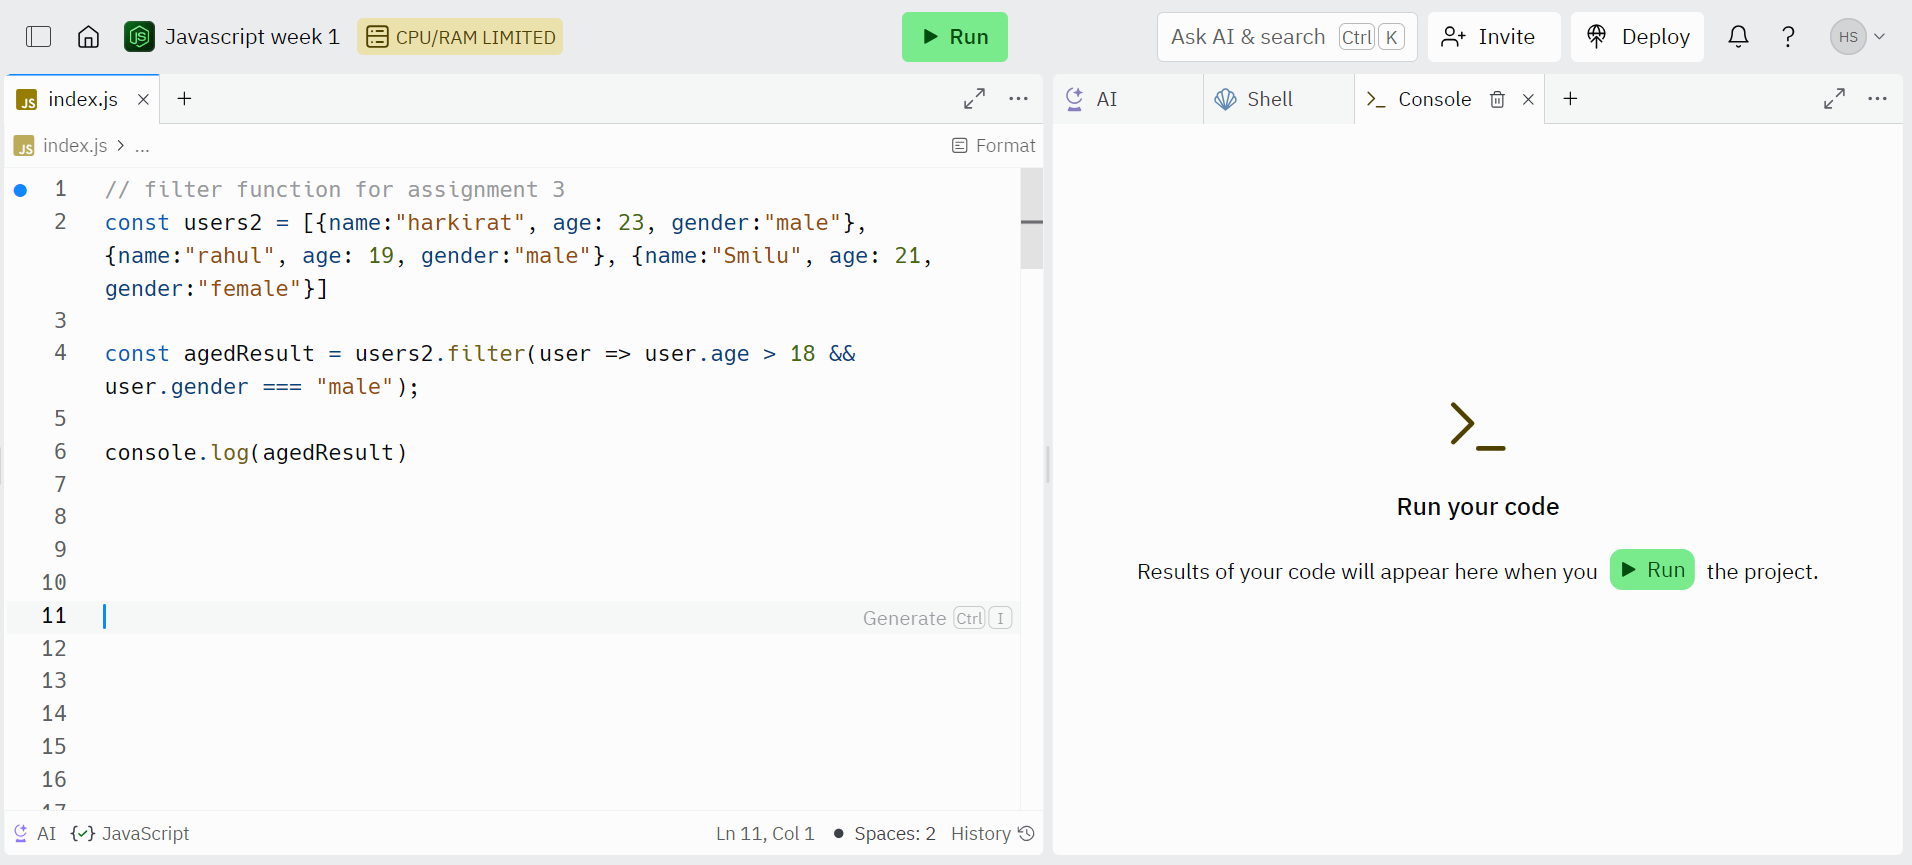 Javascript week 1
CPU/RAM LIMITED
Run
Ask AI & search Ctrl K
Invite
Deploy
?
HS
JS index.js
AI
Shell
Console
JS index.js > ...
Format
1 // filter function for assignment 3
2 const users2 = [{name:"harkirat", age: 23, gender:"male"},
{name:"rahul", age: 19, gender:"male"}, {name:"Smilu", age: 21,
gender:"female"}]
3
4 const agedResult = users2.filter(user => user.age > 18 &&
user.gender === "male");
5
6 console.log(agedResult)
7
8
9
10
11 Generate Ctrl I
12
13
14
15
16
17
Run your code
Results of your code will appear here when you Run the project.
AI {✓} JavaScript
Ln 11, Col 1 ● Spaces: 2 History